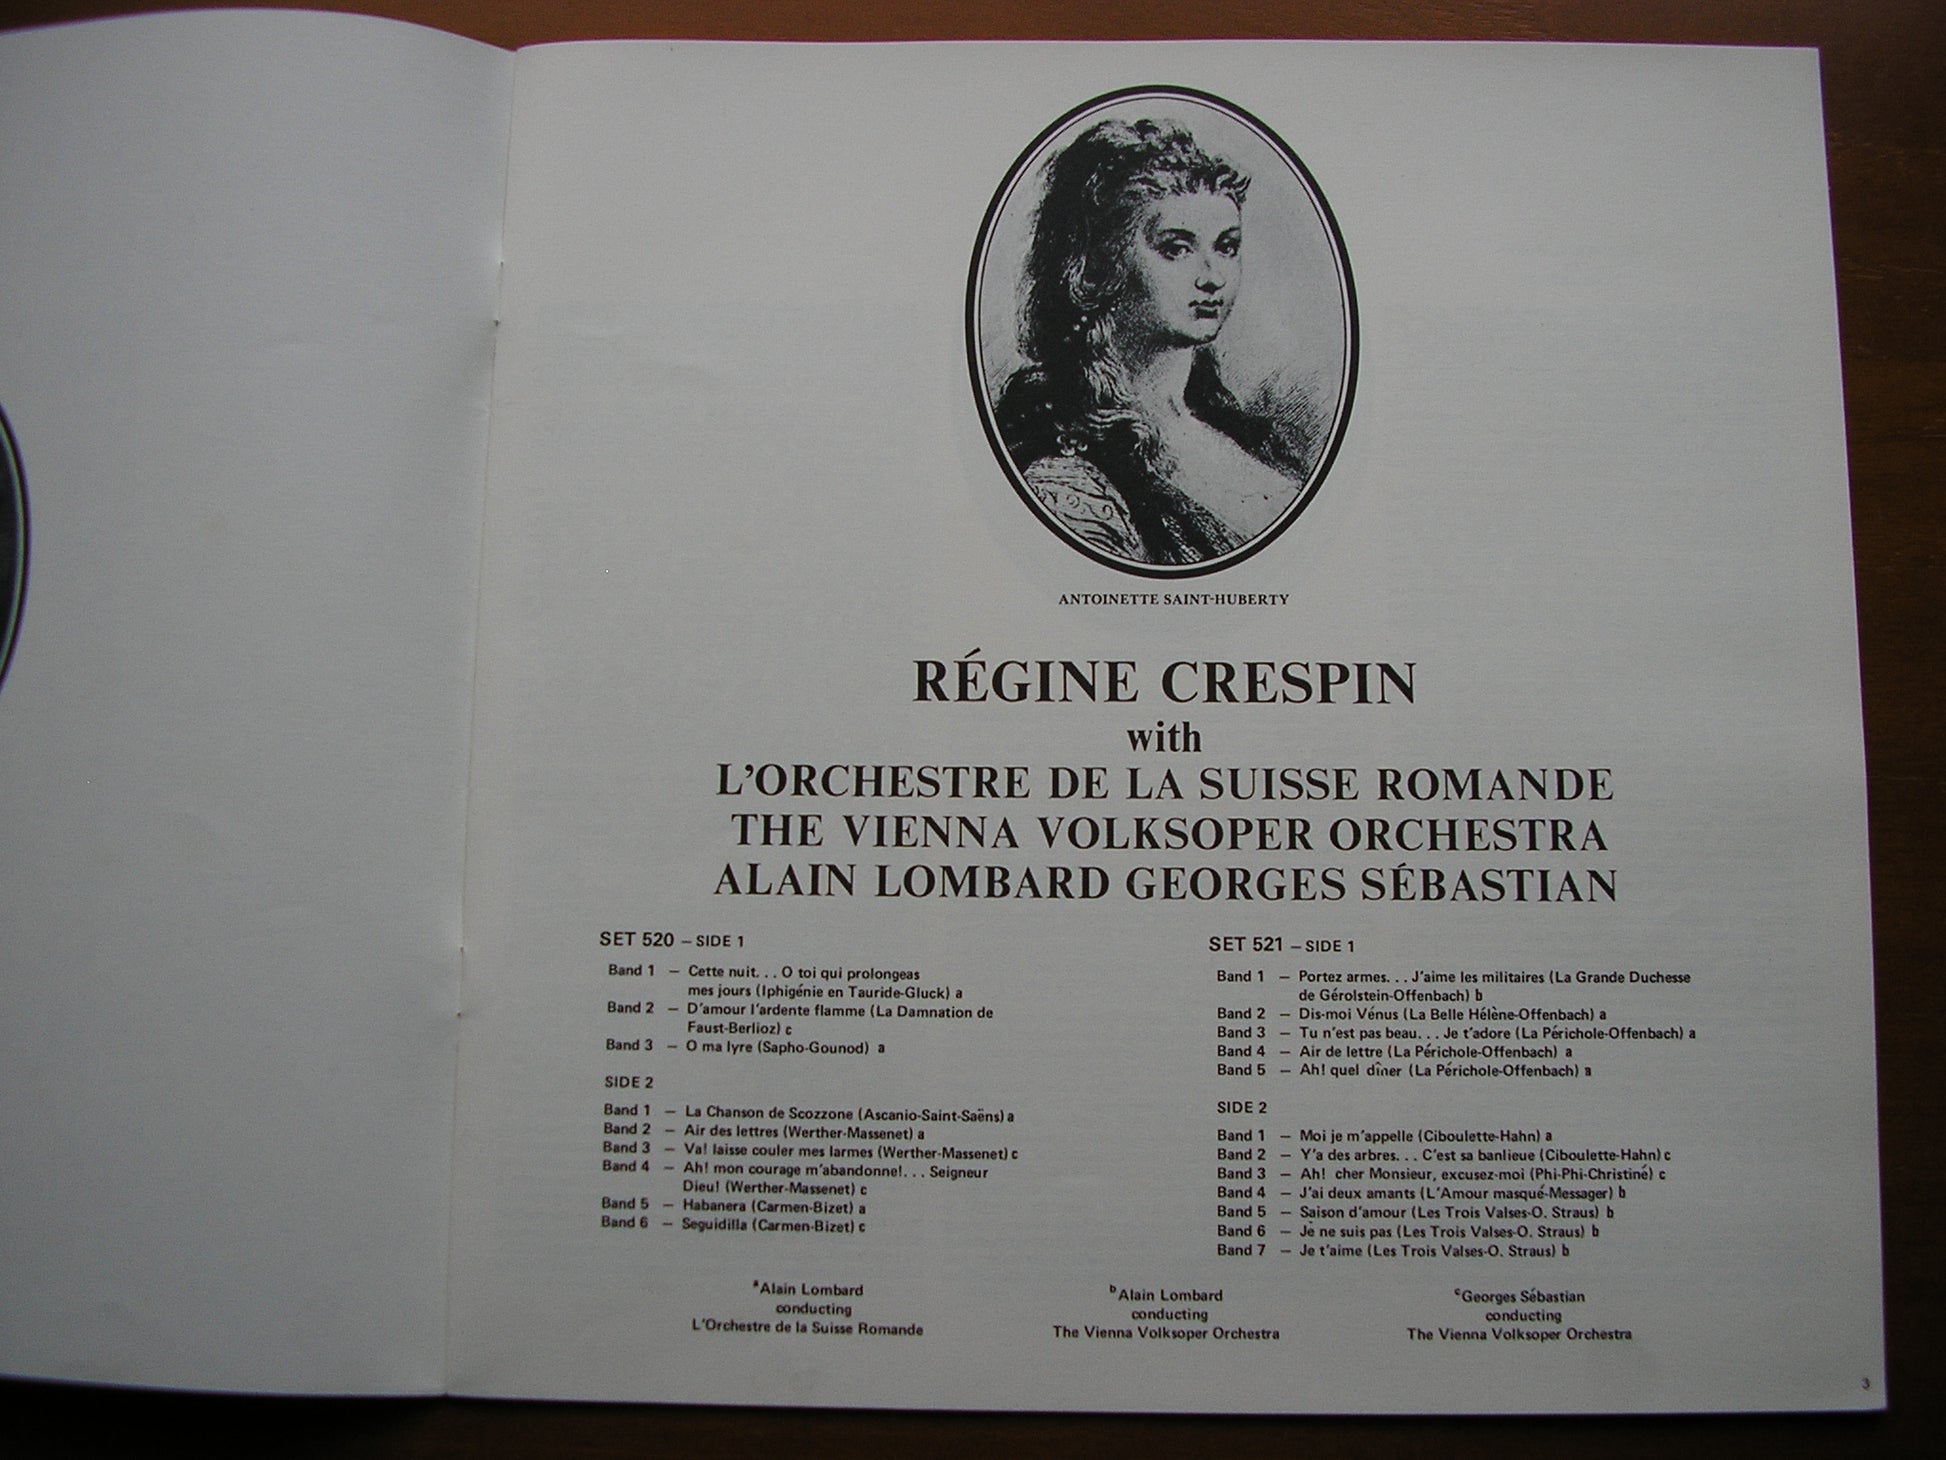 ANTOINETTE SAINT-HUBERTY
RÉGINE CRESPIN
with
L'ORCHESTRE DE LA SUISSE ROMANDE
THE VIENNA VOLKSOPER ORCHESTRA
ALAIN LOMBARD GEORGES SÉBASTIAN
SET 520 – SIDE 1
Band 1 – Cette nuit. . . O toi qui prolongeas
mes jours (Iphigénie en Tauride-Gluck) a
Band 2 – D'amour l'ardente flamme (La Damnation de
Faust-Berlioz) c
Band 3 – O ma lyre (Sapho-Gounod) a
SIDE 2
Band 1 – La Chanson de Scozzone (Ascanio-Saint-Saëns) a
Band 2 – Air des lettres (Werther-Massenet) a
Band 3 – Va! laisse couler mes larmes (Werther-Massenet) c
Band 4 – Ah! mon courage m'abandonne!. . . Seigneur
Dieu! (Werther-Massenet) c
Band 5 – Habanera (Carmen-Bizet) a
Band 6 – Seguidilla (Carmen-Bizet) c
SET 521 – SIDE 1
Band 1 – Portez armes. . . J'aime les militaires (La Grande Duchesse
de Gérolstein-Offenbach) b
Band 2 – Dis-moi Vénus (La Belle Hélène-Offenbach) a
Band 3 – Tu n'est pas beau. . . Je t'adore (La Périchole-Offenbach) a
Band 4 – Air de lettre (La Périchole-Offenbach) a
Band 5 – Ah! quel dîner (La Périchole-Offenbach) a
SIDE 2
Band 1 – Moi je m'appelle (Ciboulette-Hahn) a
Band 2 – Y'a des arbres. . . C'est sa banlieue (Ciboulette-Hahn) c
Band 3 – Ah! cher Monsieur, excusez-moi (Phi-Phi-Christiné) c
Band 4 – J'ai deux amants (L'Amour masqué-Messager) b
Band 5 – Saison d'amour (Les Trois Valses-O. Straus) b
Band 6 – Je ne suis pas (Les Trois Valses-O. Straus) b
Band 7 – Je t'aime (Les Trois Valses-O. Straus) b
a Alain Lombard
conducting
L'Orchestre de la Suisse Romande
b Alain Lombard
conducting
The Vienna Volksoper Orchestra
c Georges Sébastian
conducting
The Vienna Volksoper Orchestra
3